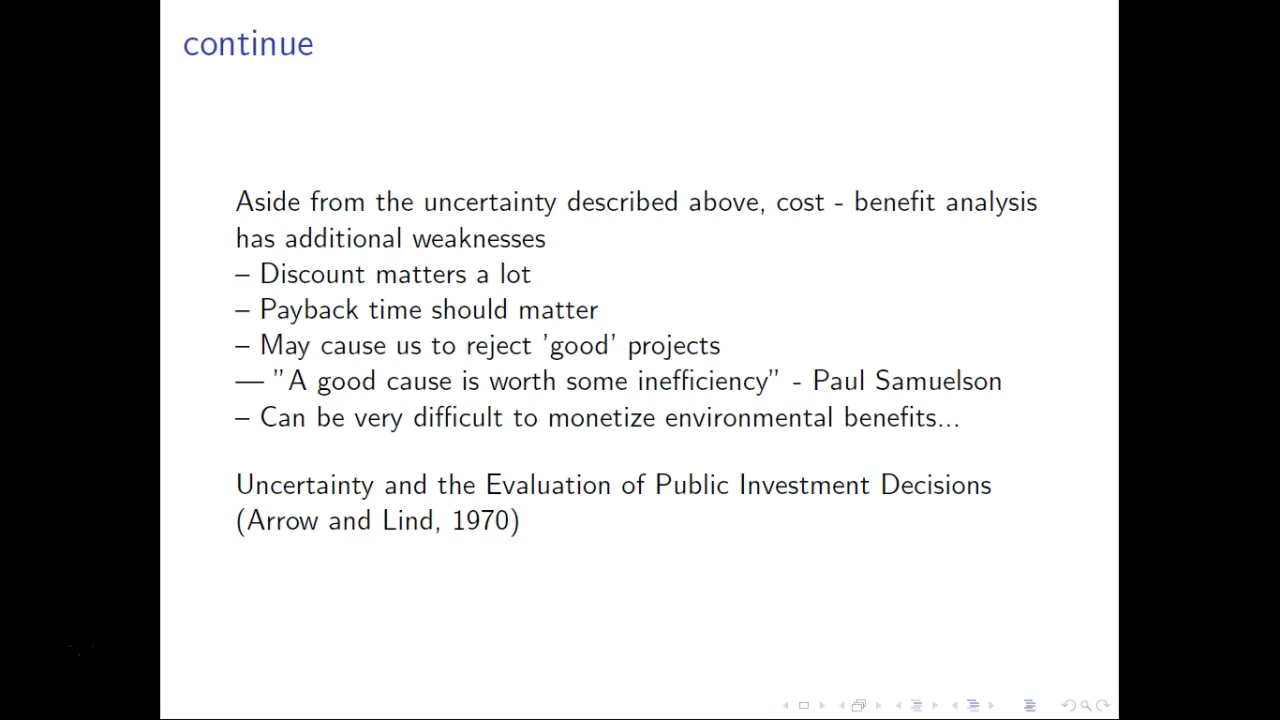 continue
Aside from the uncertainty described above, cost - benefit analysis
has additional weaknesses
– Discount matters a lot
– Payback time should matter
– May cause us to reject 'good' projects
— ”A good cause is worth some inefficiency” - Paul Samuelson
– Can be very difficult to monetize environmental benefits...
Uncertainty and the Evaluation of Public Investment Decisions
(Arrow and Lind, 1970)